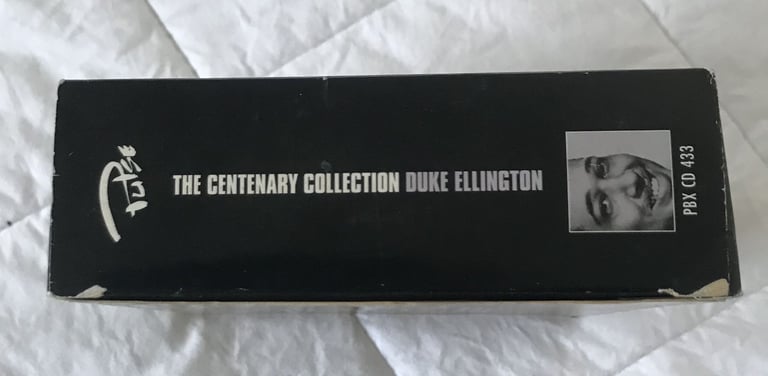 PULSE
THE CENTENARY COLLECTION DUKE ELLINGTON
PBX CD 433